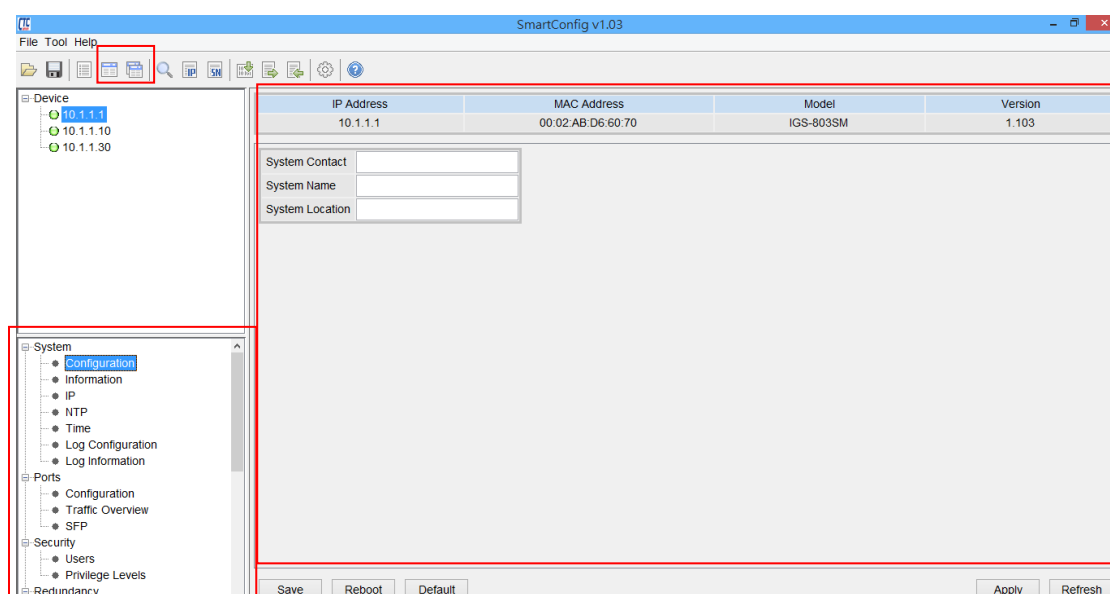 SmartConfig v1.03
File Tool Help
IP SN
Device
10.1.1.1
10.1.1.10
10.1.1.30
IP Address MAC Address Model Version
10.1.1.1 00:02:AB:D6:60:70 IGS-803SM 1.103
System Contact
System Name
System Location
System
Configuration
Information
IP
NTP
Time
Log Configuration
Log Information
Ports
Configuration
Traffic Overview
SFP
Security
Users
Privilege Levels
Redundancy
Save Reboot Default Apply Refresh